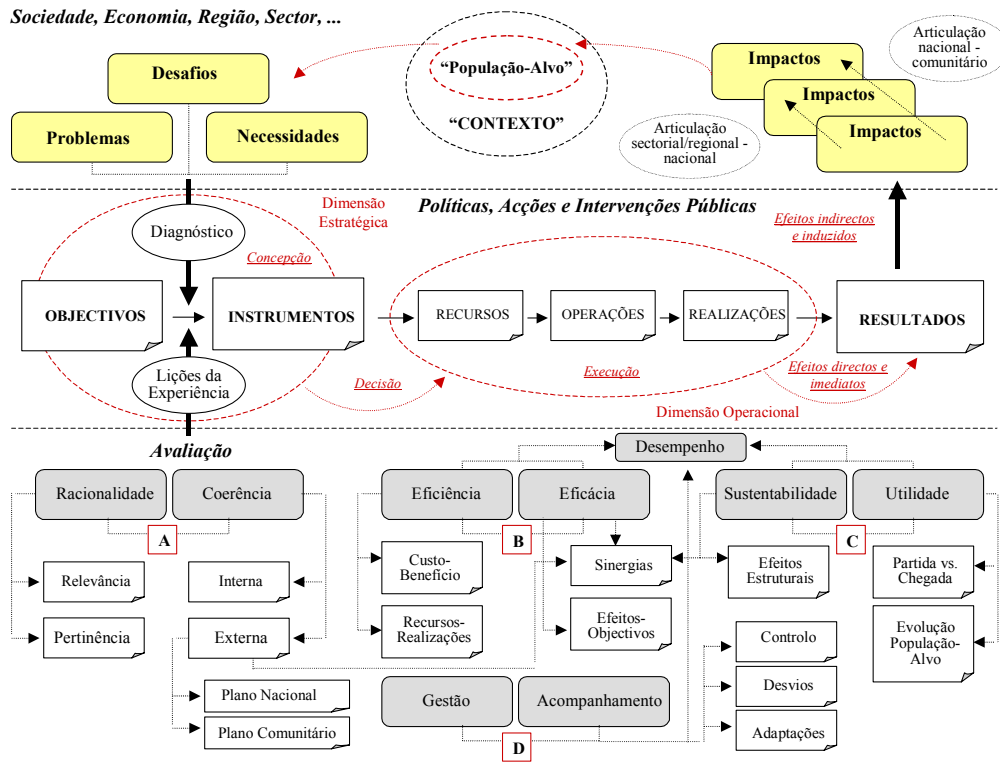 Sociedade, Economia, Região, Sector, ...
Desafios
Problemas
Necessidades
“População-Alvo”
“CONTEXTO”
Articulação
nacional -
comunitário
Impactos
Impactos
Impactos
Articulação
sectorial/regional -
nacional
Dimensão
Estratégica
Políticas, Acções e Intervenções Públicas
Efeitos indirectos
e induzidos
Diagnóstico
Concepção
OBJECTIVOS
INSTRUMENTOS
RECURSOS
OPERAÇÕES
REALIZAÇÕES
RESULTADOS
Lições da
Experiência
Decisão
Execução
Efeitos directos e
imediatos
Dimensão Operacional
Avaliação
Desempenho
Racionalidade
Coerência
Eficiência
Eficácia
Sustentabilidade
Utilidade
A
B
C
Relevância
Interna
Custo-
Benefício
Sinergias
Efeitos
Estruturais
Partida vs.
Chegada
Pertinência
Externa
Recursos-
Realizações
Efeitos-
Objectivos
Controlo
Evolução
População-
Alvo
Plano Nacional
Plano Comunitário
Gestão
Acompanhamento
D
Desvios
Adaptações